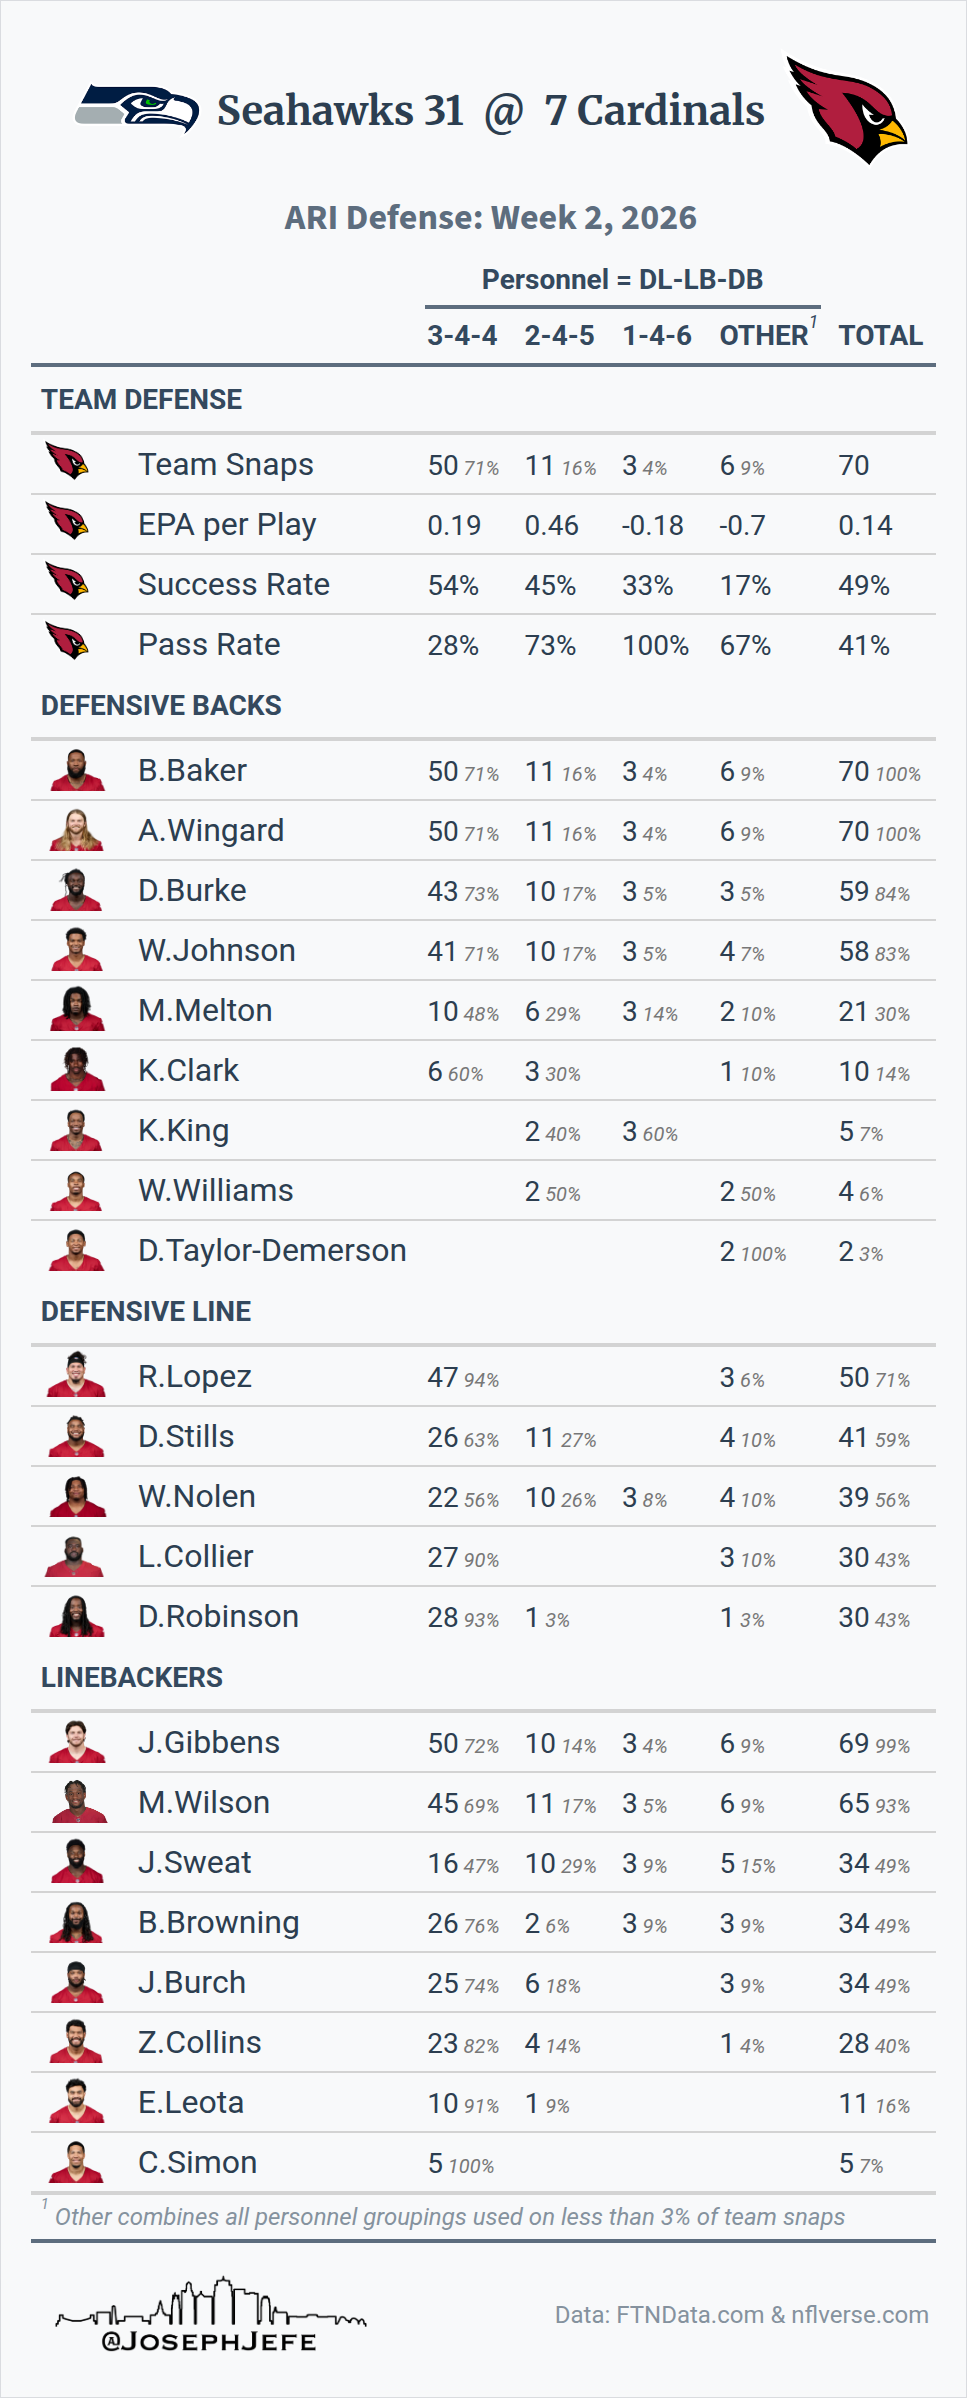 Seahawks 31 @ 7 Cardinals
ARI Defense: Week 2, 2026
Personnel = DL-LB-DB
3-4-4 2-4-5 1-4-6 OTHER1 TOTAL
TEAM DEFENSE
Team Snaps 50 71% 11 16% 3 4% 6 9% 70
EPA per Play 0.19 0.46 -0.18 -0.7 0.14
Success Rate 54% 45% 33% 17% 49%
Pass Rate 28% 73% 100% 67% 41%
DEFENSIVE BACKS
B.Baker 50 71% 11 16% 3 4% 6 9% 70 100%
A.Wingard 50 71% 11 16% 3 4% 6 9% 70 100%
D.Burke 43 73% 10 17% 3 5% 3 5% 59 84%
W.Johnson 41 71% 10 17% 3 5% 4 7% 58 83%
M.Melton 10 48% 6 29% 3 14% 2 10% 21 30%
K.Clark 6 60% 3 30% 1 10% 10 14%
K.King 2 40% 3 60% 5 7%
W.Williams 2 50% 2 50% 4 6%
D.Taylor-Demerson 2 100% 2 3%
DEFENSIVE LINE
R.Lopez 47 94% 3 6% 50 71%
D.Stills 26 63% 11 27% 4 10% 41 59%
W.Nolen 22 56% 10 26% 3 8% 4 10% 39 56%
L.Collier 27 90% 3 10% 30 43%
D.Robinson 28 93% 1 3% 1 3% 30 43%
LINEBACKERS
J.Gibbens 50 72% 10 14% 3 4% 6 9% 69 99%
M.Wilson 45 69% 11 17% 3 5% 6 9% 65 93%
J.Sweat 16 47% 10 29% 3 9% 5 15% 34 49%
B.Browning 26 76% 2 6% 3 9% 3 9% 34 49%
J.Burch 25 74% 6 18% 3 9% 34 49%
Z.Collins 23 82% 4 14% 1 4% 28 40%
E.Leota 10 91% 1 9% 11 16%
C.Simon 5 100% 5 7%
1 Other combines all personnel groupings used on less than 3% of team snaps
@JOSEPHJEFE
Data: FTNData.com & nflverse.com